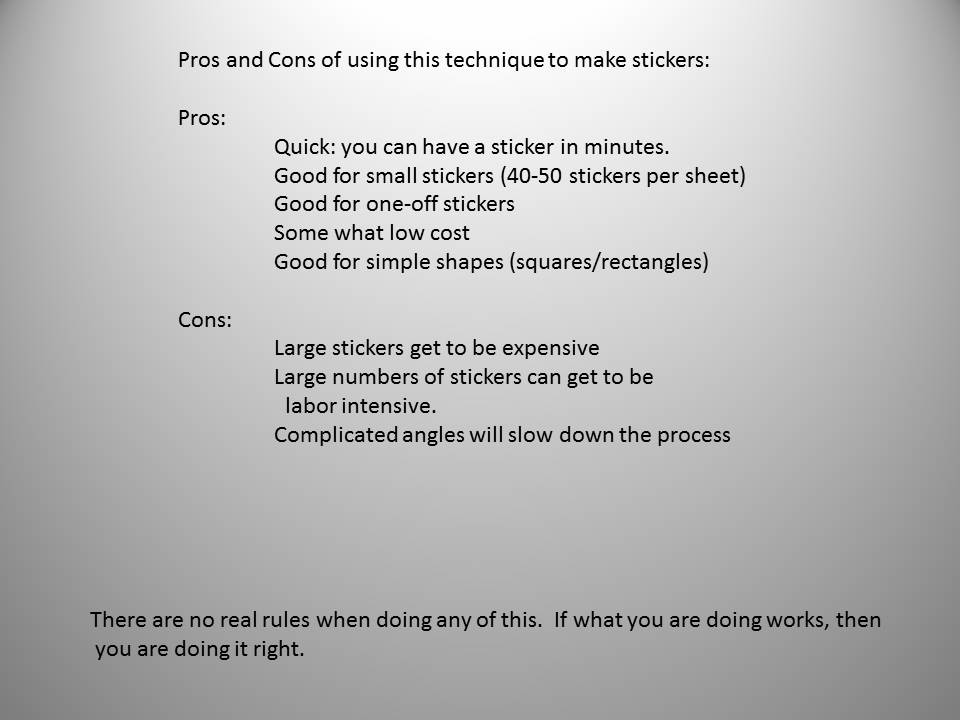 Pros and Cons of using this technique to make stickers:
Pros:
Quick: you can have a sticker in minutes.
Good for small stickers (40-50 stickers per sheet)
Good for one-off stickers
Some what low cost
Good for simple shapes (squares/rectangles)
Cons:
Large stickers get to be expensive
Large numbers of stickers can get to be
labor intensive.
Complicated angles will slow down the process
There are no real rules when doing any of this.  If what you are doing works, then
you are doing it right.